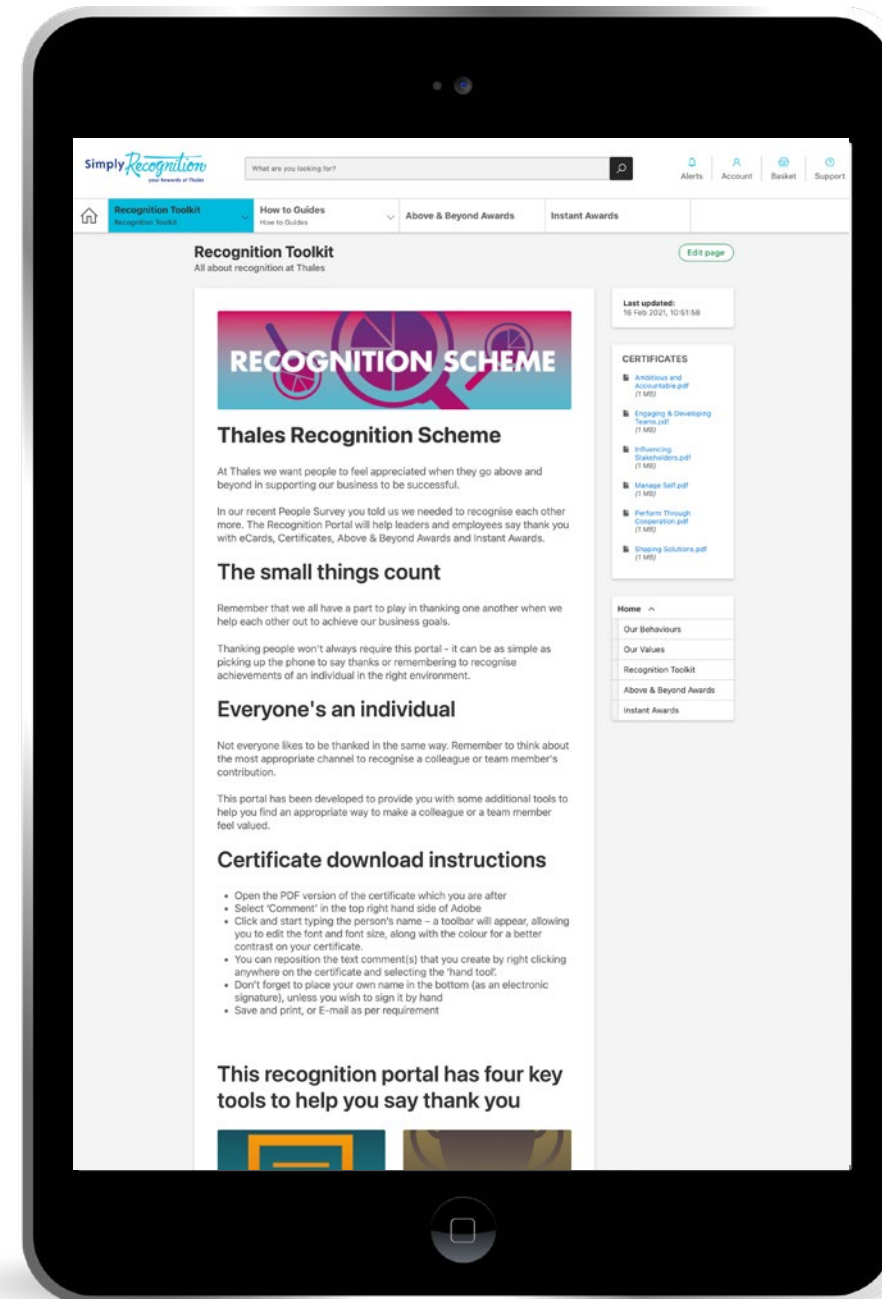 Simply Recognition
your Rewards at Thales
What are you looking for?
Alerts
Account
Basket
Support
Recognition Toolkit
Recognition Toolkit
How to Guides
How to Guides
Above & Beyond Awards
Instant Awards
Recognition Toolkit
All about recognition at Thales
Edit page
RECOGNITION SCHEME
Thales Recognition Scheme
At Thales we want people to feel appreciated when they go above and
beyond in supporting our business to be successful.
In our recent People Survey you told us we needed to recognise each other
more. The Recognition Portal will help leaders and employees say thank you
with eCards, Certificates, Above & Beyond Awards and Instant Awards.
The small things count
Remember that we all have a part to play in thanking one another when we
help each other out to achieve our business goals.
Thanking people won't always require this portal - it can be as simple as
picking up the phone to say thanks or remembering to recognise
achievements of an individual in the right environment.
Everyone's an individual
Not everyone likes to be thanked in the same way. Remember to think about
the most appropriate channel to recognise a colleague or team member's
contribution.
This portal has been developed to provide you with some additional tools to
help you find an appropriate way to make a colleague or a team member
feel valued.
Certificate download instructions
• Open the PDF version of the certificate which you are after
• Select 'Comment' in the top right hand side of Adobe
• Click and start typing the person's name – a toolbar will appear, allowing
you to edit the font and font size, along with the colour for a better
contrast on your certificate.
• You can reposition the text comment(s) that you create by right clicking
anywhere on the certificate and selecting the 'hand tool'.
• Don't forget to place your own name in the bottom (as an electronic
signature), unless you wish to sign it by hand
• Save and print, or E-mail as per requirement
This recognition portal has four key
tools to help you say thank you
Last updated:
16 Feb 2021, 10:51:58
CERTIFICATES
Ambitious and
Accountable.pdf
(1 MB)
Engaging & Developing
Teams.pdf
(1 MB)
Influencing
Stakeholders.pdf
(1 MB)
Manage Self.pdf
(1 MB)
Perform Through
Cooperation.pdf
(1 MB)
Shaping Solutions.pdf
(1 MB)
Home
Our Behaviours
Our Values
Recognition Toolkit
Above & Beyond Awards
Instant Awards